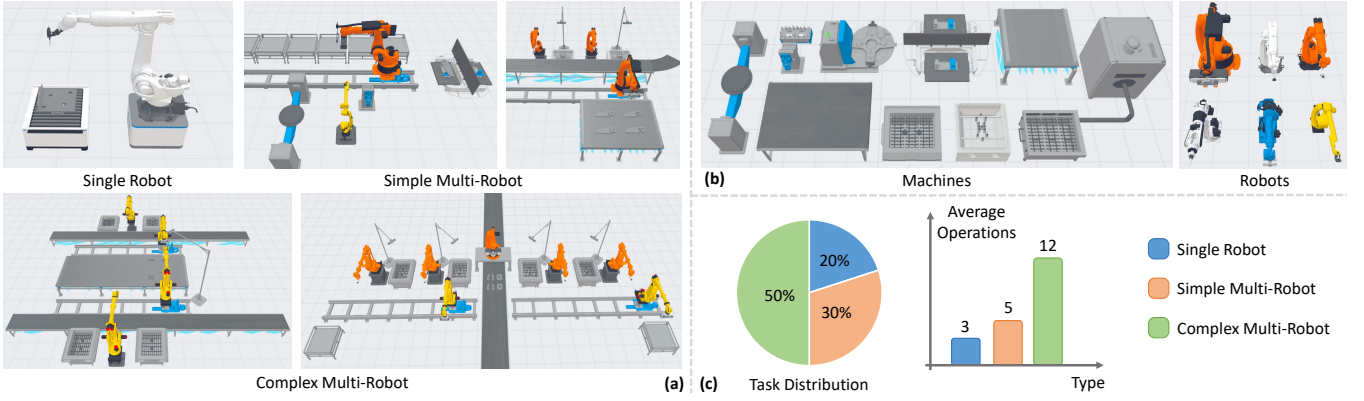 Single Robot
Simple Multi-Robot
Complex Multi-Robot
(a)
(b)
Machines
Robots
(c)
20%
30%
50%
Task Distribution
Average
Operations
3
5
12
Type
Single Robot
Simple Multi-Robot
Complex Multi-Robot